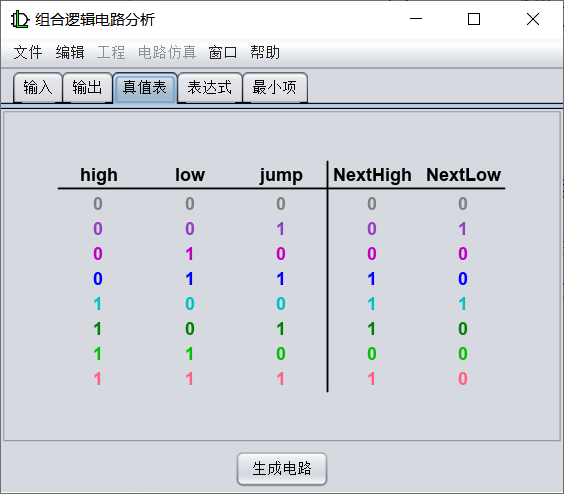 组合逻辑电路分析
文件 编辑 工程 电路仿真 窗口 帮助
输入 输出 真值表 表达式 最小项
high low jump NextHigh NextLow
0 0 0 0 0
0 0 1 0 1
0 1 0 0 0
0 1 1 1 0
1 0 0 1 1
1 0 1 1 0
1 1 0 0 0
1 1 1 1 0
生成电路